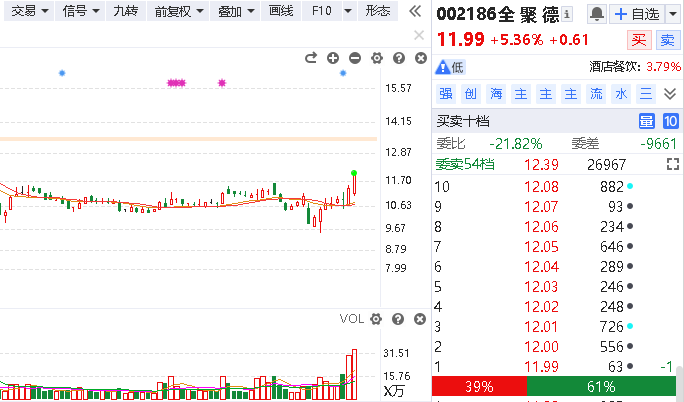 交易 信号 九转 前复权 叠加 画线 F10 形态
002186全 聚 德 自选
11.99 +5.36% +0.61 买 卖
低 酒店餐饮: 3.79%
强 创 海 主 主 主 流 水 三
买卖十档 量 10
委比 -21.82% 委差 -9661
委卖54档 12.39 26967
10 12.08 882
9 12.07 93
8 12.06 234
7 12.05 646
6 12.04 289
5 12.03 246
4 12.02 248
3 12.01 726
2 12.00 556
1 11.99 63 -1
39% 61%
15.57
14.15
12.87
11.70
10.63
9.67
8.79
7.99
VOL
31.51
15.76
X万